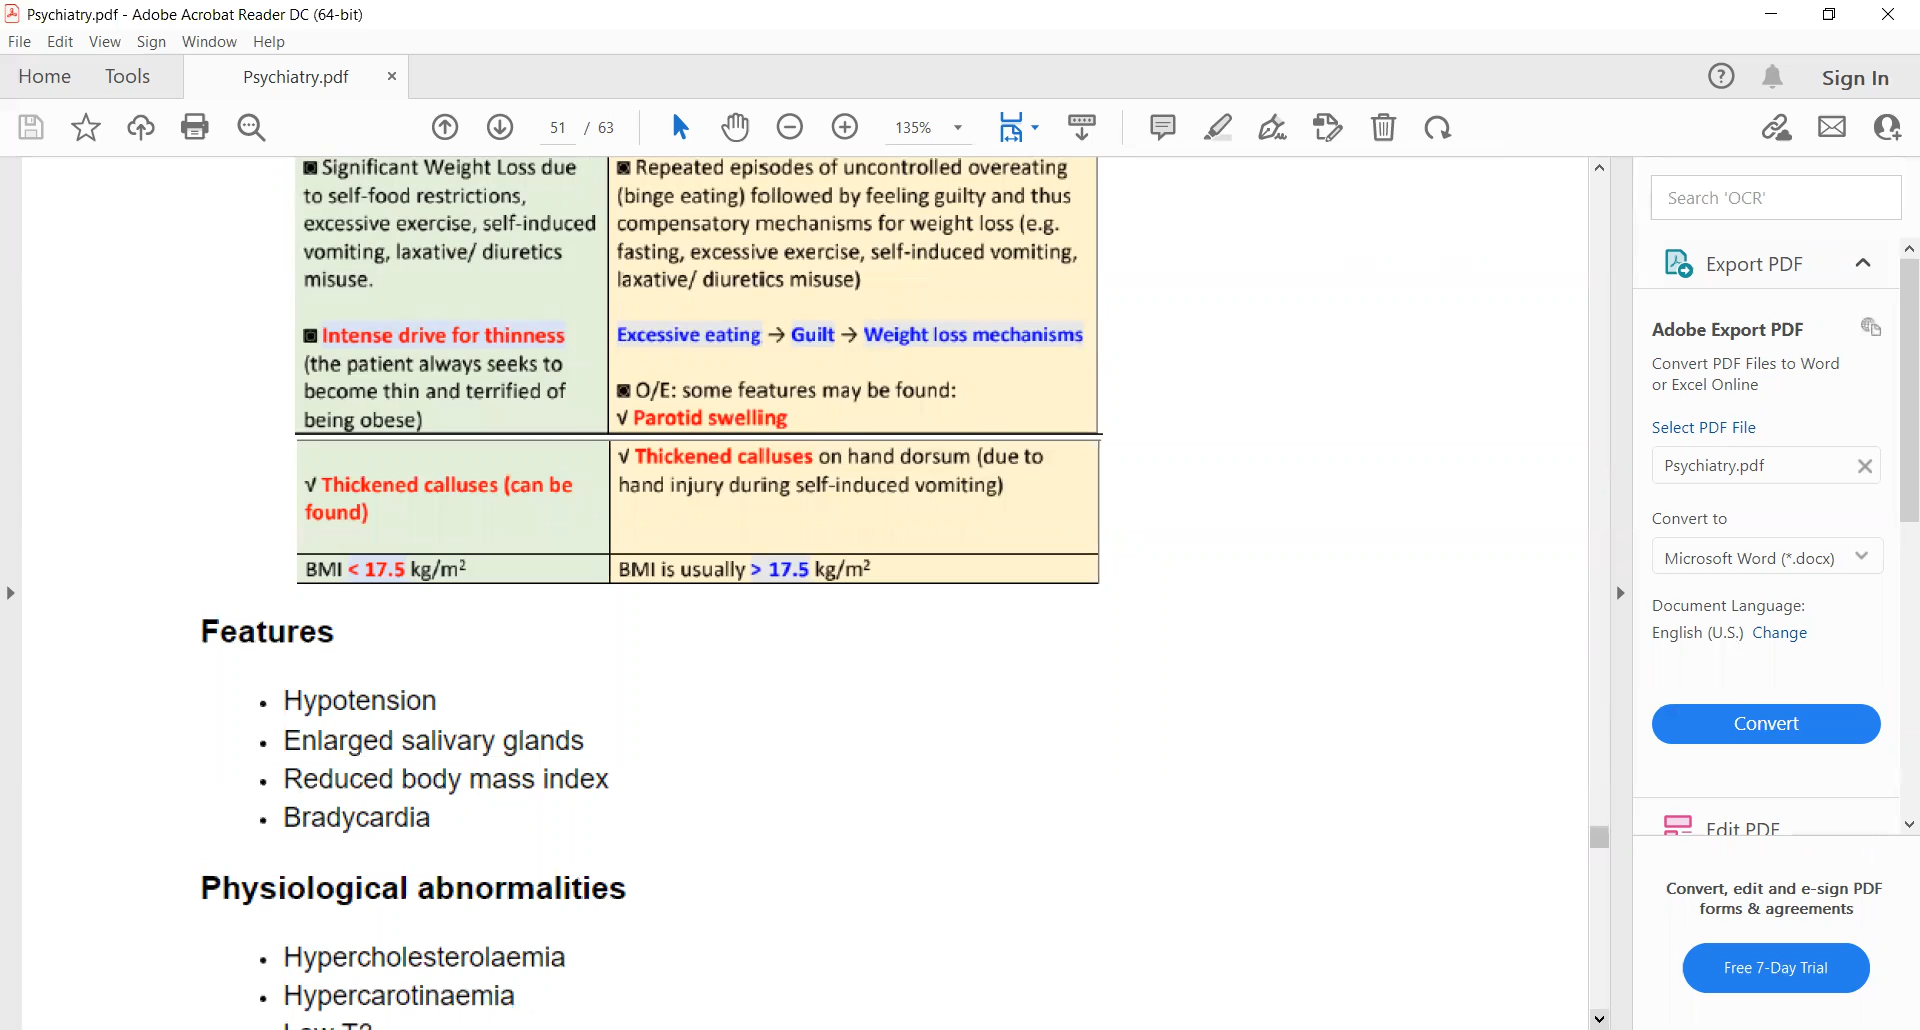 Psychiatry.pdf - Adobe Acrobat Reader DC (64-bit)
File Edit View Sign Window Help
Home Tools Psychiatry.pdf × Sign In
51 / 63 135%
▣ Significant Weight Loss due
to self-food restrictions,
excessive exercise, self-induced
vomiting, laxative/ diuretics
misuse.
▣ Intense drive for thinness
(the patient always seeks to
become thin and terrified of
being obese)
▣ Repeated episodes of uncontrolled overeating
(binge eating) followed by feeling guilty and thus
compensatory mechanisms for weight loss (e.g.
fasting, excessive exercise, self-induced vomiting,
laxative/ diuretics misuse)
Excessive eating → Guilt → Weight loss mechanisms
▣ O/E: some features may be found:
√ Parotid swelling
√ Thickened calluses (can be
found)
√ Thickened calluses on hand dorsum (due to
hand injury during self-induced vomiting)
BMI < 17.5 kg/m²
BMI is usually > 17.5 kg/m²
Features
• Hypotension
• Enlarged salivary glands
• Reduced body mass index
• Bradycardia
Physiological abnormalities
• Hypercholesterolaemia
• Hypercarotinaemia
Low T3
Search 'OCR'
Export PDF
Adobe Export PDF
Convert PDF Files to Word
or Excel Online
Select PDF File
Psychiatry.pdf
Convert to
Microsoft Word (*.docx)
Document Language:
English (U.S.) Change
Convert
Edit PDF
Convert, edit and e-sign PDF
forms & agreements
Free 7-Day Trial